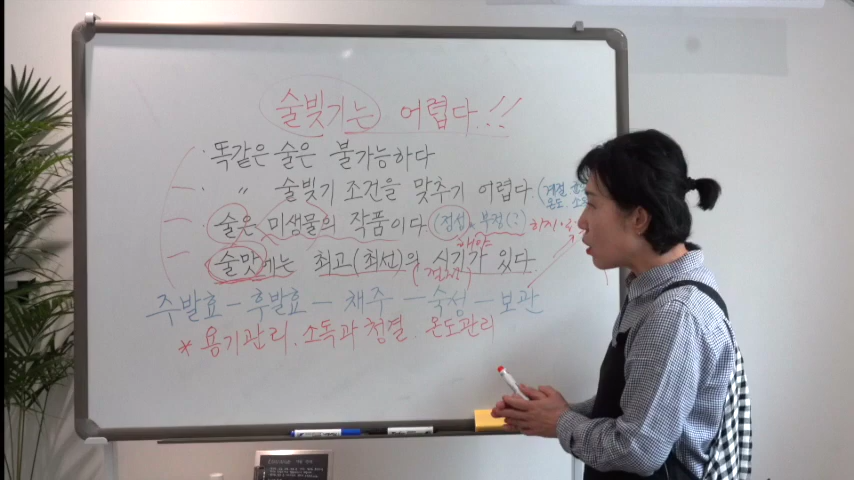 술빚기는 어렵다.!!
· 똑같은 술은 불가능하다
· 〃 술빚기 조건을 맞추기 어렵다. (계절
온도. 소독
· 술은 미생물의 작품이다 (정성 × 부정(?)
· 술맛에는 최고(최선)의 시기가 있다.
주발효 - 후발효 - 채주 - 숙성 - 보관
* 용기관리. 소독과 청결. 온도관리